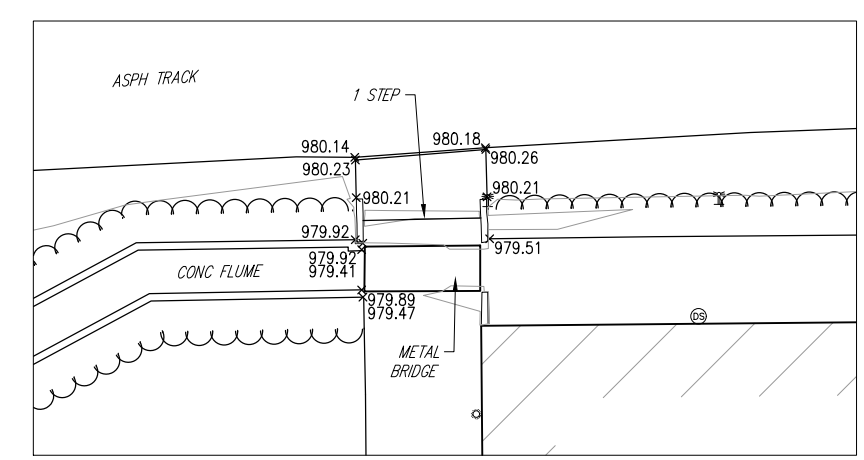 ASPH TRACK
1 STEP
980.14
980.18
980.23
980.26
980.21
980.21
979.92
979.51
979.92
979.41
CONC FLUME
979.89
979.47
METAL
BRIDGE
DS